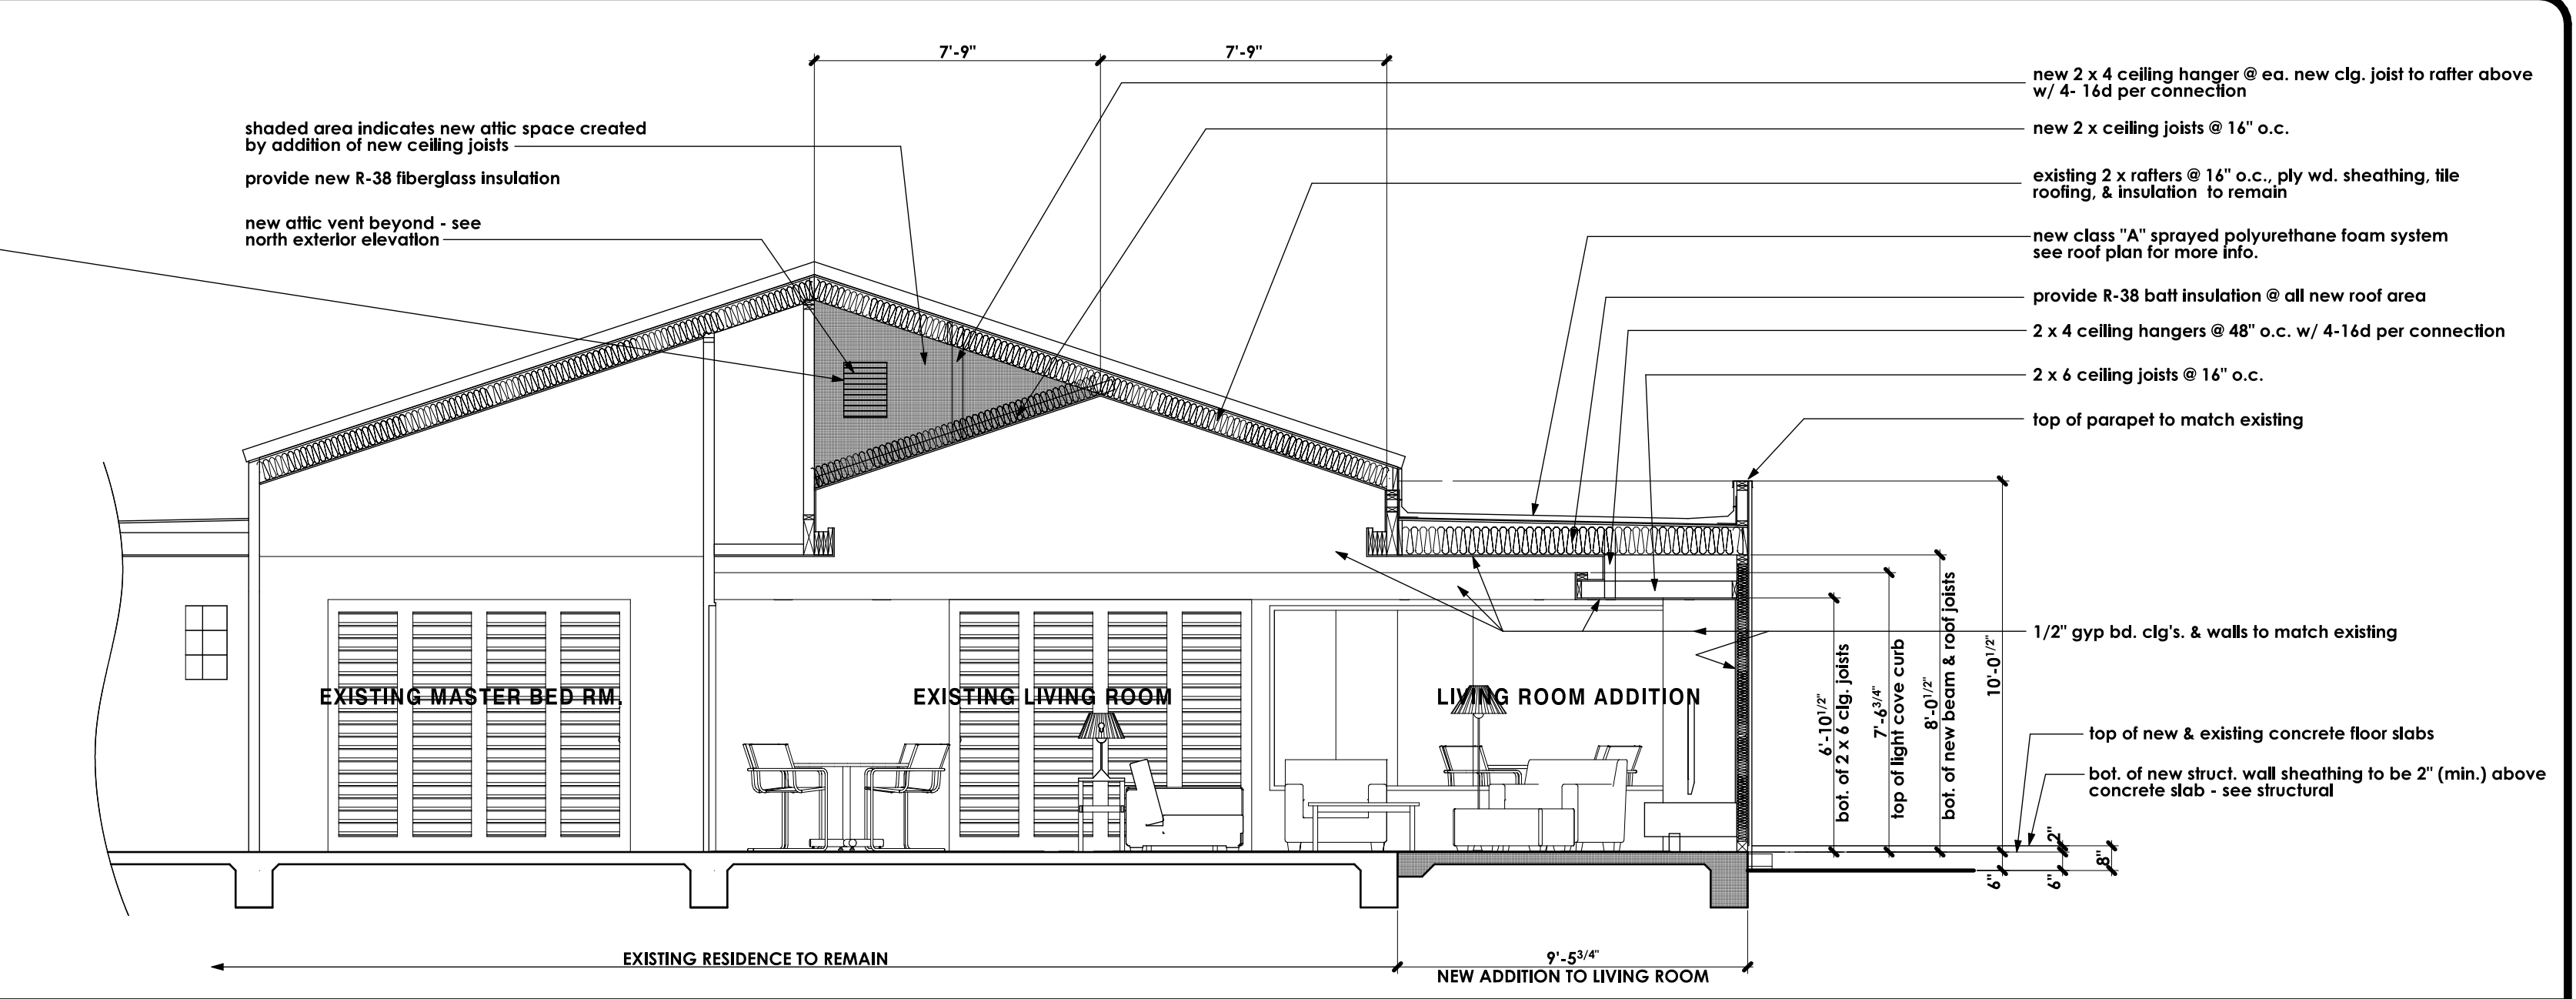 7'-9"
7'-9"
shaded area indicates new attic space created
by addition of new ceiling joists
provide new R-38 fiberglass insulation
new attic vent beyond - see
north exterior elevation
new 2 x 4 ceiling hanger @ ea. new clg. joist to rafter above
w/ 4- 16d per connection
new 2 x ceiling joists @ 16" o.c.
existing 2 x rafters @ 16" o.c., ply wd. sheathing, tile
roofing, & insulation to remain
new class "A" sprayed polyurethane foam system
see roof plan for more info.
provide R-38 batt insulation @ all new roof area
2 x 4 ceiling hangers @ 48" o.c. w/ 4-16d per connection
2 x 6 ceiling joists @ 16" o.c.
top of parapet to match existing
1/2" gyp bd. clg's. & walls to match existing
EXISTING MASTER BED RM.
EXISTING LIVING ROOM
LIVING ROOM ADDITION
6'-10 1/2"
bot. of 2 x 6 clg. joists
7'-6 3/4"
top of light cove curb
8'-0 1/2"
bot. of new beam & roof joists
10'-0 1/2"
top of new & existing concrete floor slabs
bot. of new struct. wall sheathing to be 2" (min.) above
concrete slab - see structural
2"
8"
6"
6"
EXISTING RESIDENCE TO REMAIN
9'-5 3/4"
NEW ADDITION TO LIVING ROOM